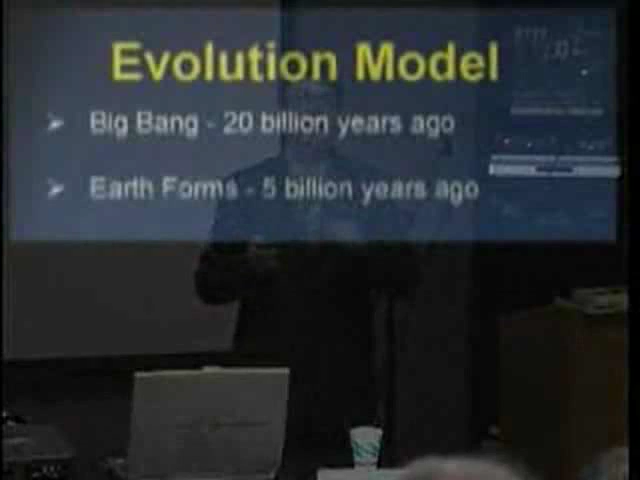 Evolution Model
Big Bang - 20 billion years ago
Earth Forms - 5 billion years ago